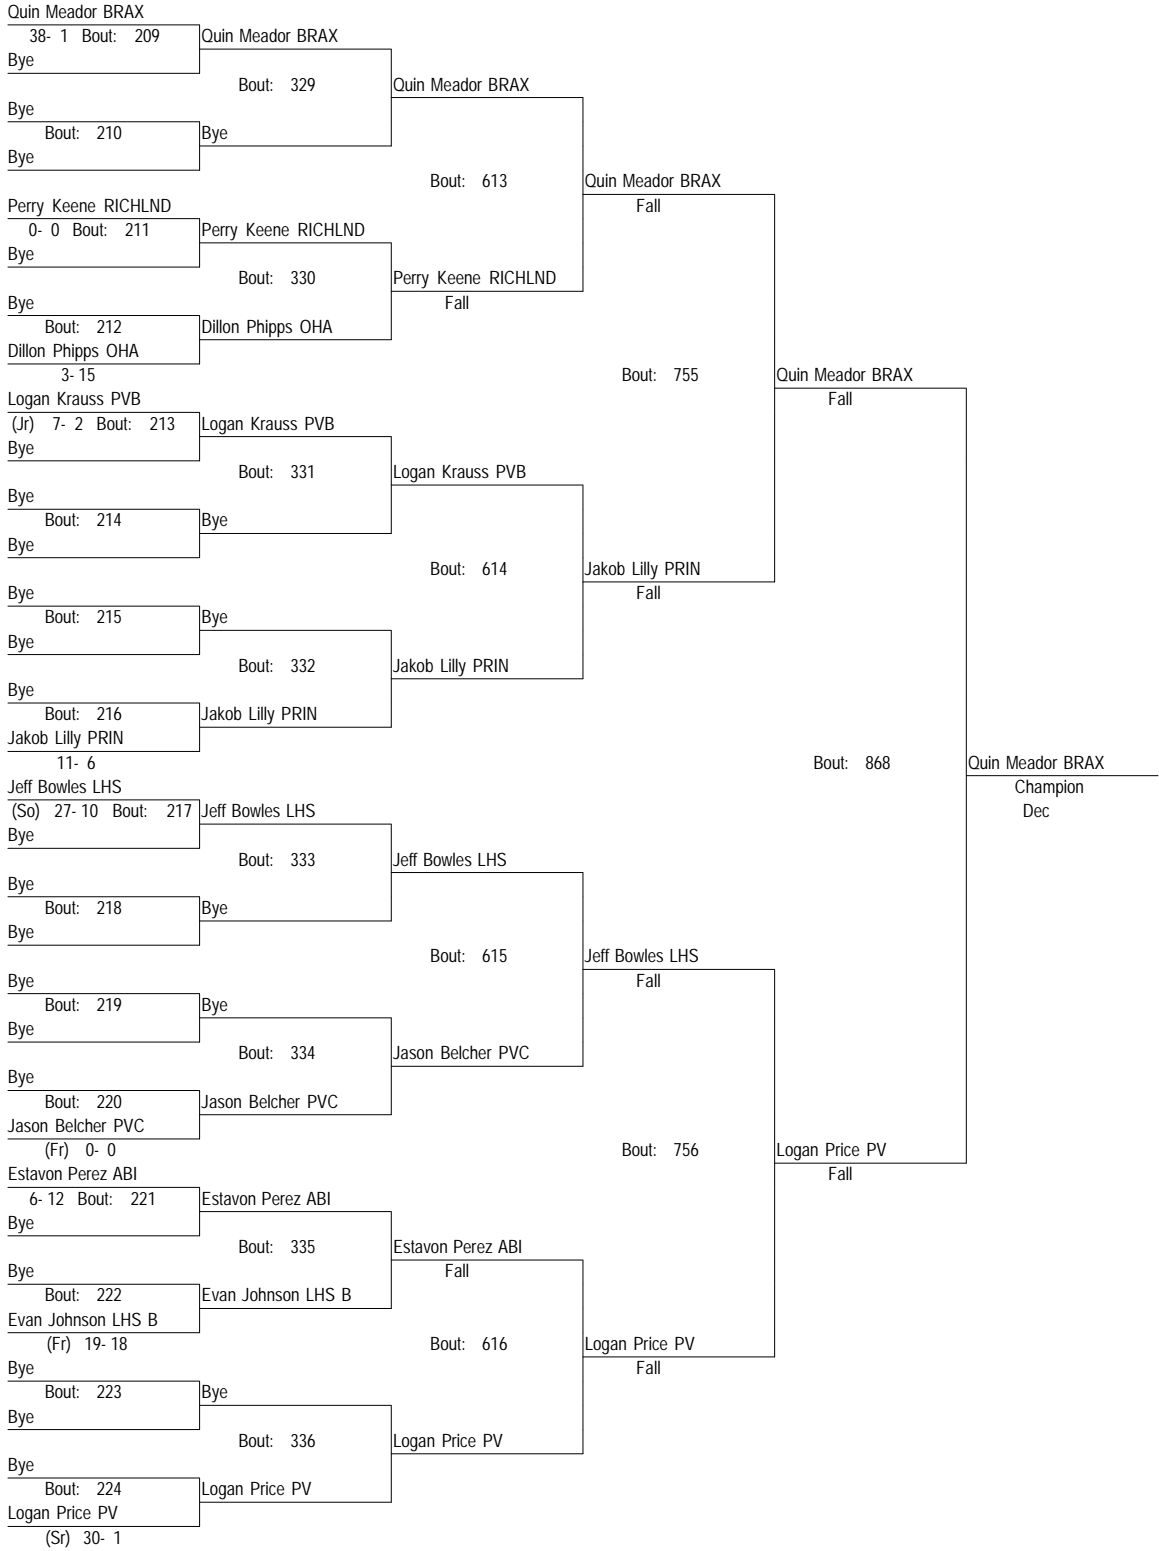 Quin Meador BRAX
38- 1 Bout: 209 Quin Meador BRAX
Bye
Bout: 329 Quin Meador BRAX
Bye
Bout: 210 Bye
Bye
Bout: 613 Quin Meador BRAX
Perry Keene RICHLND Fall
0- 0 Bout: 211 Perry Keene RICHLND
Bye
Bout: 330 Perry Keene RICHLND
Bye Fall
Bout: 212 Dillon Phipps OHA
Dillon Phipps OHA
3- 15 Bout: 755 Quin Meador BRAX
Logan Krauss PVB Fall
(Jr) 7- 2 Bout: 213 Logan Krauss PVB
Bye
Bout: 331 Logan Krauss PVB
Bye
Bout: 214 Bye
Bye
Bout: 614 Jakob Lilly PRIN
Bye Fall
Bout: 215 Bye
Bye
Bout: 332 Jakob Lilly PRIN
Bye
Bout: 216 Jakob Lilly PRIN
Jakob Lilly PRIN
11- 6 Bout: 868 Quin Meador BRAX
Jeff Bowles LHS Champion
(So) 27- 10 Bout: 217 Jeff Bowles LHS Dec
Bye
Bout: 333 Jeff Bowles LHS
Bye
Bout: 218 Bye
Bye
Bout: 615 Jeff Bowles LHS
Bye Fall
Bout: 219 Bye
Bye
Bout: 334 Jason Belcher PVC
Bye
Bout: 220 Jason Belcher PVC
Jason Belcher PVC
(Fr) 0- 0 Bout: 756 Logan Price PV
Estavon Perez ABI Fall
6- 12 Bout: 221 Estavon Perez ABI
Bye
Bout: 335 Estavon Perez ABI
Bye Fall
Bout: 222 Evan Johnson LHS B
Evan Johnson LHS B
(Fr) 19- 18 Bout: 616 Logan Price PV
Bye Fall
Bout: 223 Bye
Bye
Bout: 336 Logan Price PV
Bye
Bout: 224 Logan Price PV
Logan Price PV
(Sr) 30- 1